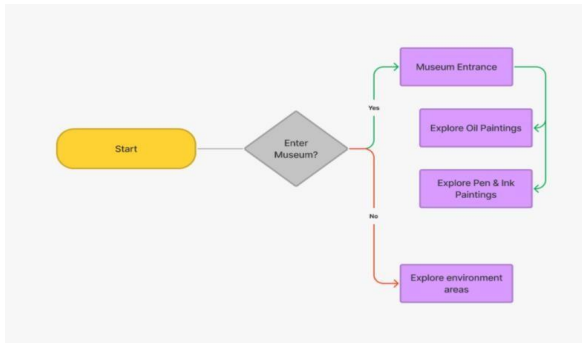 Start
Enter
Museum?
Yes
No
Museum Entrance
Explore Oil Paintings
Explore Pen & Ink
Paintings
Explore environment
areas